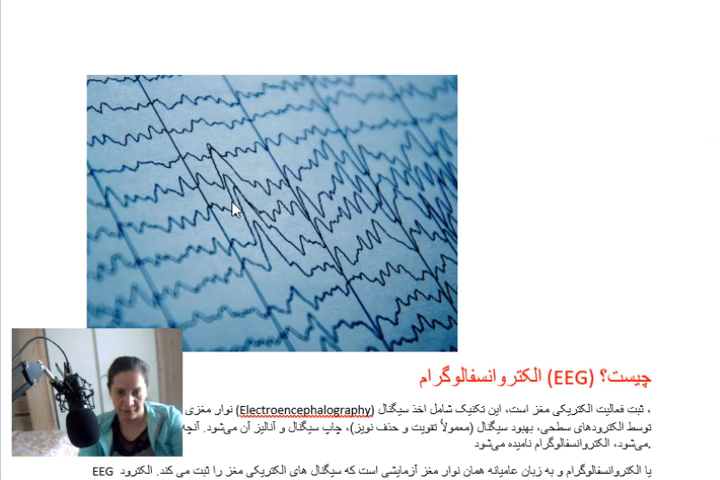 الکتروانسفالوگرام (EEG) چیست؟
نوار مغزی (Electroencephalography) ثبت فعالیت الکتریکی مغز است، این تکنیک شامل اخذ سیگنال ،
توسط الکترودهای سطحی، بهبود سیگنال (معمولاً تقویت و حذف نویز)، چاپ سیگنال و آنالیز آن می‌شود. آنچه
می‌شود، الکتروانسفالوگرام نامیده می‌شود.
EEG یا الکتروانسفالوگرام و به زبان عامیانه همان نوار مغز آزمایشی است که سیگنال های الکتریکی مغز را ثبت می کند. الکترود